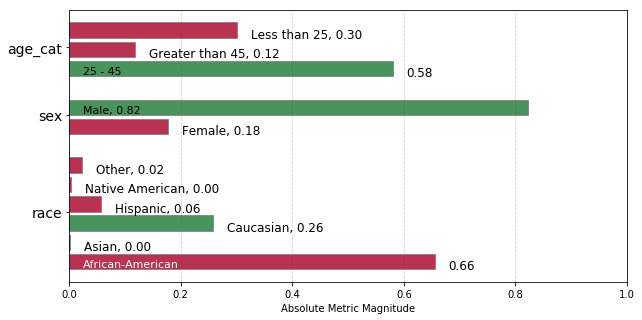 age_cat
Less than 25, 0.30
Greater than 45, 0.12
25 - 45
0.58
sex
Male, 0.82
Female, 0.18
race
Other, 0.02
Native American, 0.00
Hispanic, 0.06
Caucasian, 0.26
Asian, 0.00
African-American
0.66
0.0 0.2 0.4 0.6 0.8 1.0
Absolute Metric Magnitude